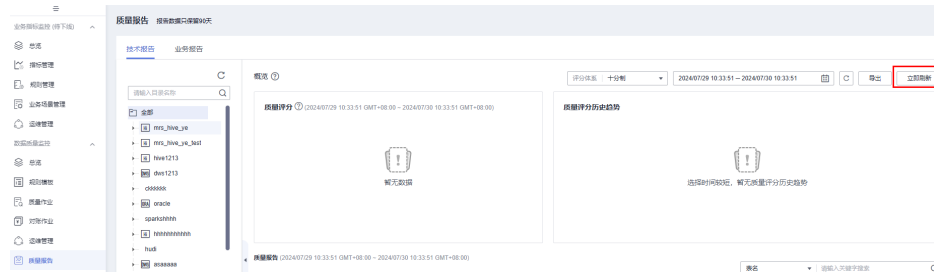 业务指标监控 (待下线)
总览
指标管理
规则管理
业务场景管理
运维管理
数据质量监控
总览
规则模板
质量作业
对账作业
运维管理
质量报告
质量报告 报告数据只保留90天
技术报告 业务报告
请输入目录名称
全部
mrs_hive_ye
mrs_hive_ye_test
hive1213
dws1213
ckkkkkk
oracle
sparkshhhh
hhhhhhhhhhh
hudi
asaaaaa
概览
评分体系 十分制
2024/07/29 10:33:51 – 2024/07/30 10:33:51
导出
立即刷新
质量评分 (2024/07/29 10:33:51 GMT+08:00 – 2024/07/30 10:33:51 GMT+08:00)
暂无数据
质量评分历史趋势
选择时间较短，暂无质量评分历史趋势
质量报告 (2024/07/29 10:33:51 GMT+08:00 – 2024/07/30 10:33:51 GMT+08:00)
表名
请输入关键字搜索